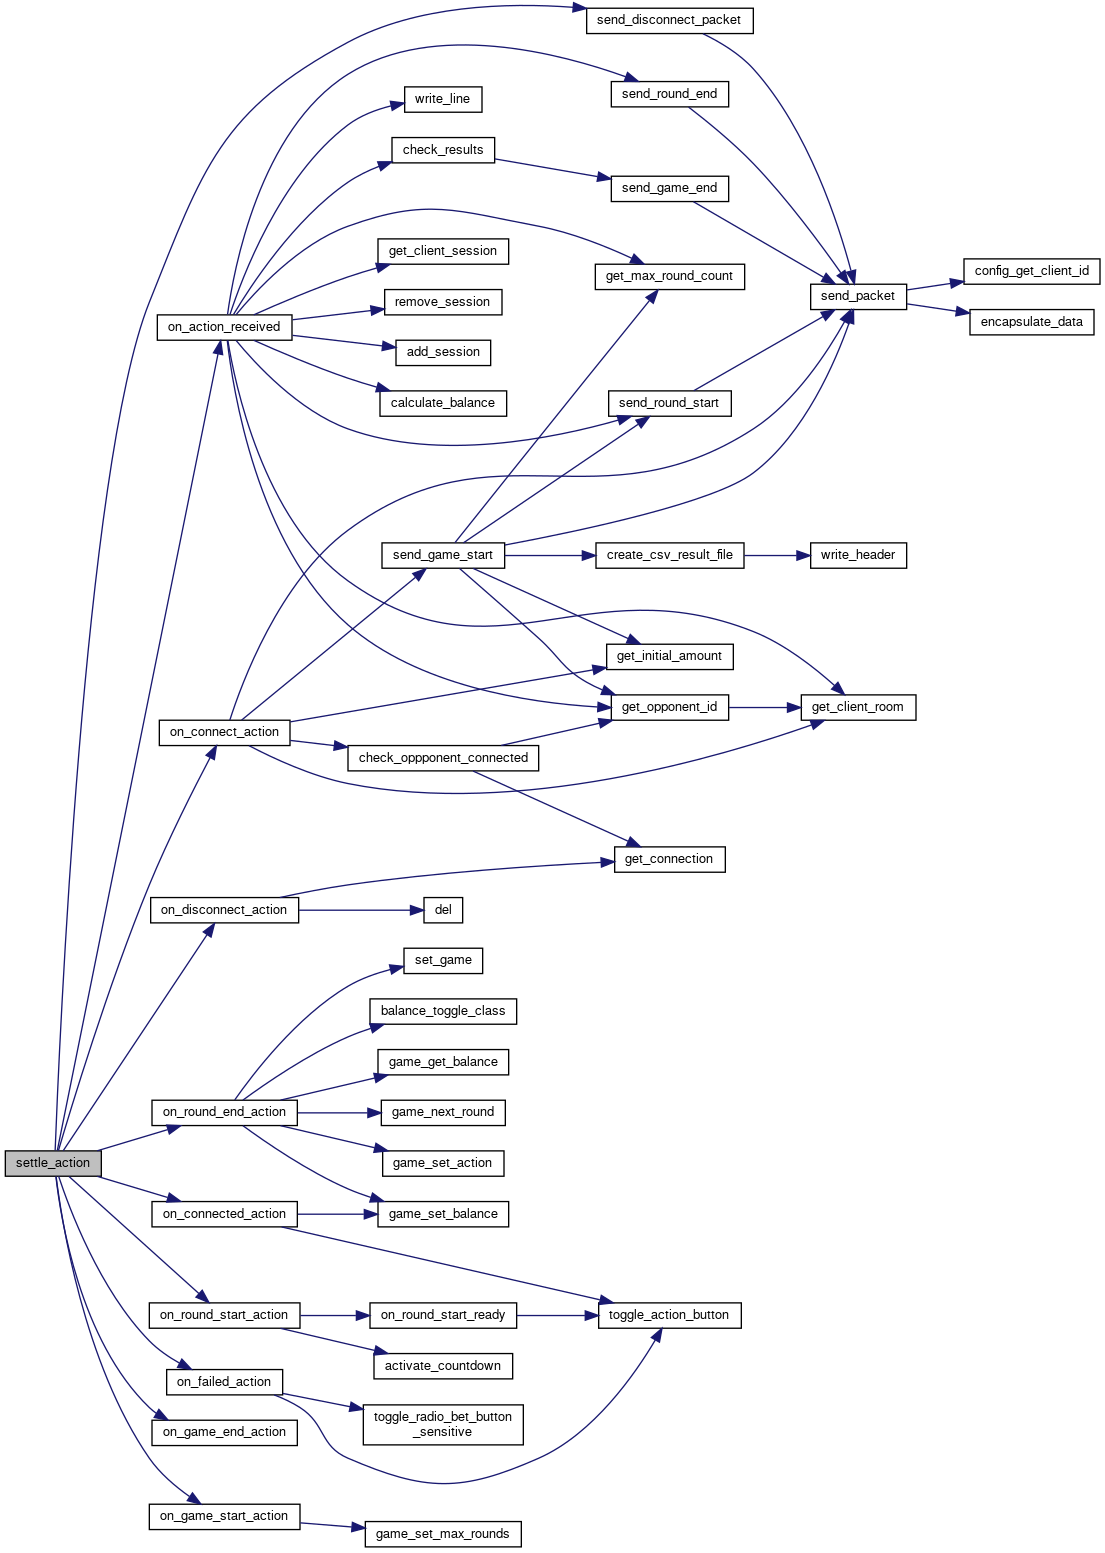 send_disconnect_packet
send_round_end
write_line
check_results
send_game_end
get_client_session
get_max_round_count
config_get_client_id
remove_session
send_packet
encapsulate_data
on_action_received
add_session
calculate_balance
send_round_start
send_game_start
create_csv_result_file
write_header
get_initial_amount
get_opponent_id
get_client_room
on_connect_action
check_oppponent_connected
get_connection
on_disconnect_action
del
set_game
balance_toggle_class
game_get_balance
on_round_end_action
game_next_round
settle_action
game_set_action
on_connected_action
game_set_balance
on_round_start_action
on_round_start_ready
toggle_action_button
activate_countdown
on_failed_action
toggle_radio_bet_button
_sensitive
on_game_end_action
on_game_start_action
game_set_max_rounds